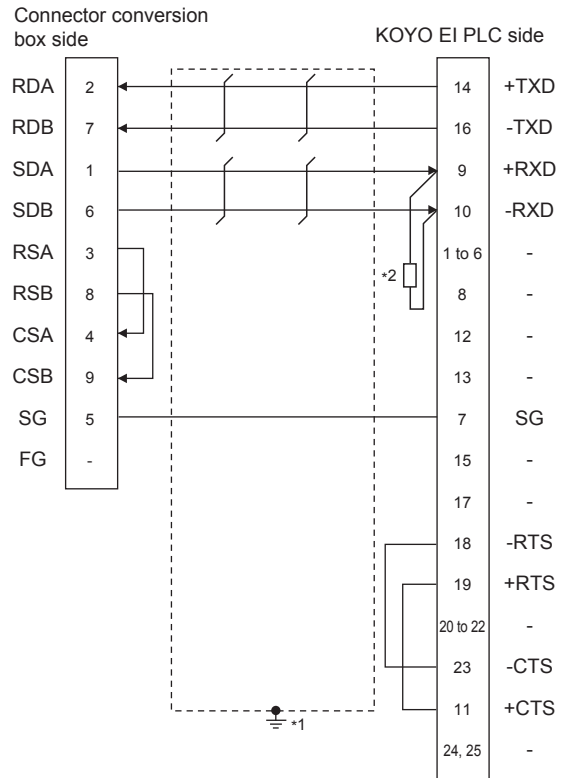 Connector conversion
box side
KOYO EI PLC side
RDA 2 14 +TXD
RDB 7 16 -TXD
SDA 1 9 +RXD
SDB 6 10 -RXD
RSA 3 1 to 6 -
*2
RSB 8 8 -
CSA 4 12 -
CSB 9 13 -
SG 5 7 SG
FG - 15 -
17 -
18 -RTS
19 +RTS
20 to 22 -
23 -CTS
11 +CTS
*1
24, 25 -